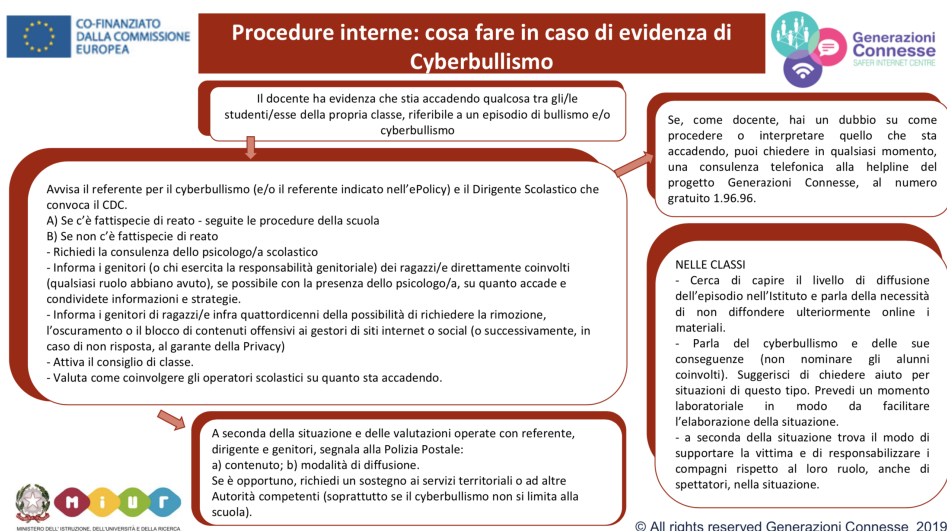 CO-FINANZIATO
DALLA COMMISSIONE
EUROPEA
Procedure interne: cosa fare in caso di evidenza di
Cyberbullismo
Generazioni
Connesse
SAFER INTERNET CENTRE
Il docente ha evidenza che stia accadendo qualcosa tra gli/le
studenti/esse della propria classe, riferibile a un episodio di bullismo e/o
cyberbullismo
Se, come docente, hai un dubbio su come
procedere o interpretare quello che sta
accadendo, puoi chiedere in qualsiasi momento,
una consulenza telefonica alla helpline del
progetto Generazioni Connesse, al numero
gratuito 1.96.96.
Avvisa il referente per il cyberbullismo (e/o il referente indicato nell'ePolicy) e il Dirigente Scolastico che
convoca il CDC.
A) Se c'è fattispecie di reato - seguite le procedure della scuola
B) Se non c'è fattispecie di reato
- Richiedi la consulenza dello psicologo/a scolastico
- Informa i genitori (o chi esercita la responsabilità genitoriale) dei ragazzi/e direttamente coinvolti
(qualsiasi ruolo abbiano avuto), se possibile con la presenza dello psicologo/a, su quanto accade e
condividete informazioni e strategie.
- Informa i genitori di ragazzi/e infra quattordicenni della possibilità di richiedere la rimozione,
l'oscuramento o il blocco di contenuti offensivi ai gestori di siti internet o social (o successivamente, in
caso di non risposta, al garante della Privacy)
- Attiva il consiglio di classe.
- Valuta come coinvolgere gli operatori scolastici su quanto sta accadendo.
NELLE CLASSI
- Cerca di capire il livello di diffusione
dell'episodio nell'Istituto e parla della necessità
di non diffondere ulteriormente online i
materiali.
- Parla del cyberbullismo e delle sue
conseguenze (non nominare gli alunni
coinvolti). Suggerisci di chiedere aiuto per
situazioni di questo tipo. Prevedi un momento
laboratoriale in modo da facilitare
l'elaborazione della situazione.
- a seconda della situazione trova il modo di
supportare la vittima e di responsabilizzare i
compagni rispetto al loro ruolo, anche di
spettatori, nella situazione.
A seconda della situazione e delle valutazioni operate con referente,
dirigente e genitori, segnala alla Polizia Postale:
a) contenuto; b) modalità di diffusione.
Se è opportuno, richiedi un sostegno ai servizi territoriali o ad altre
Autorità competenti (soprattutto se il cyberbullismo non si limita alla
scuola).
miur
MINISTERO DELL'ISTRUZIONE, DELL'UNIVERSITÀ E DELLA RICERCA
© All rights reserved Generazioni Connesse 2019